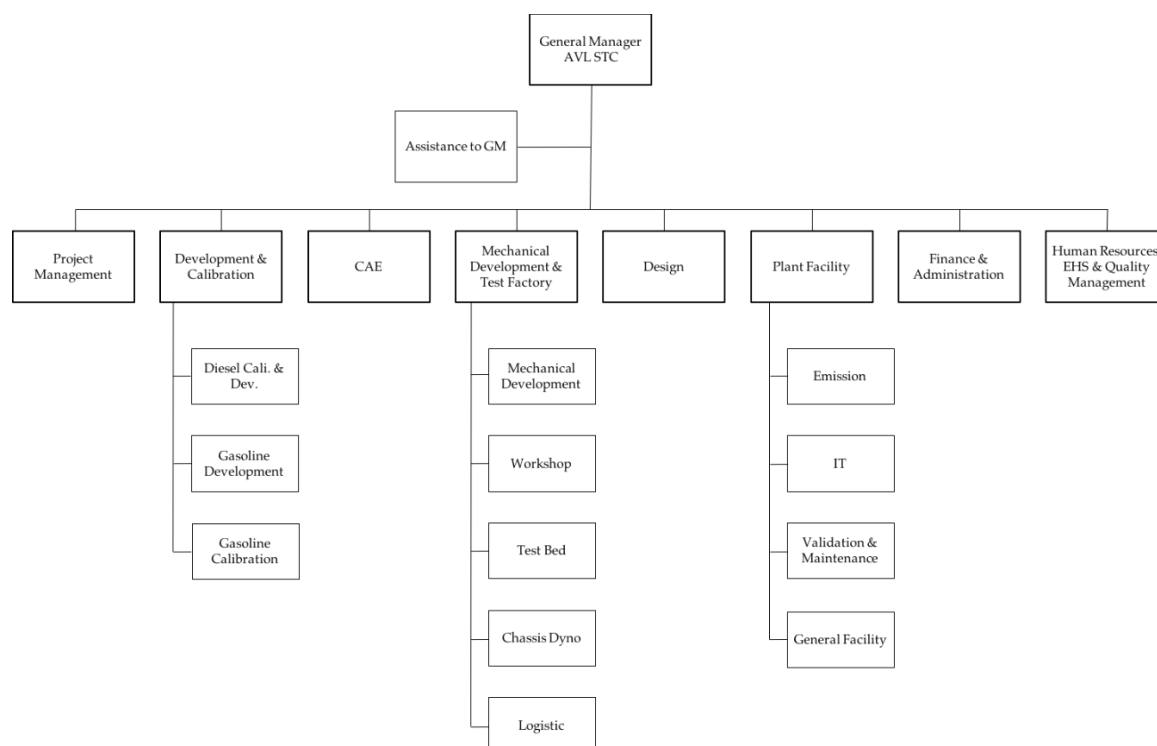 General Manager
AVL STC
Assistance to GM
Project
Management
Development &
Calibration
CAE
Mechanical
Development &
Test Factory
Design
Plant Facility
Finance &
Administration
Human Resources,
EHS & Quality
Management
Diesel Cali. &
Dev.
Gasoline
Development
Gasoline
Calibration
Mechanical
Development
Workshop
Test Bed
Chassis Dyno
Logistic
Emission
IT
Validation &
Maintenance
General Facility